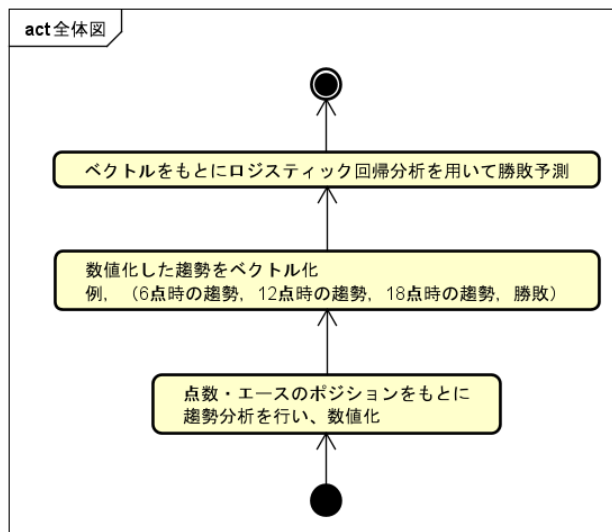 act 全体図
ベクトルをもとにロジスティック回帰分析を用いて勝敗予測
数値化した趨勢をベクトル化
例，（6点時の趨勢，12点時の趨勢，18点時の趨勢，勝敗）
点数・エースのポジションをもとに
趨勢分析を行い、数値化